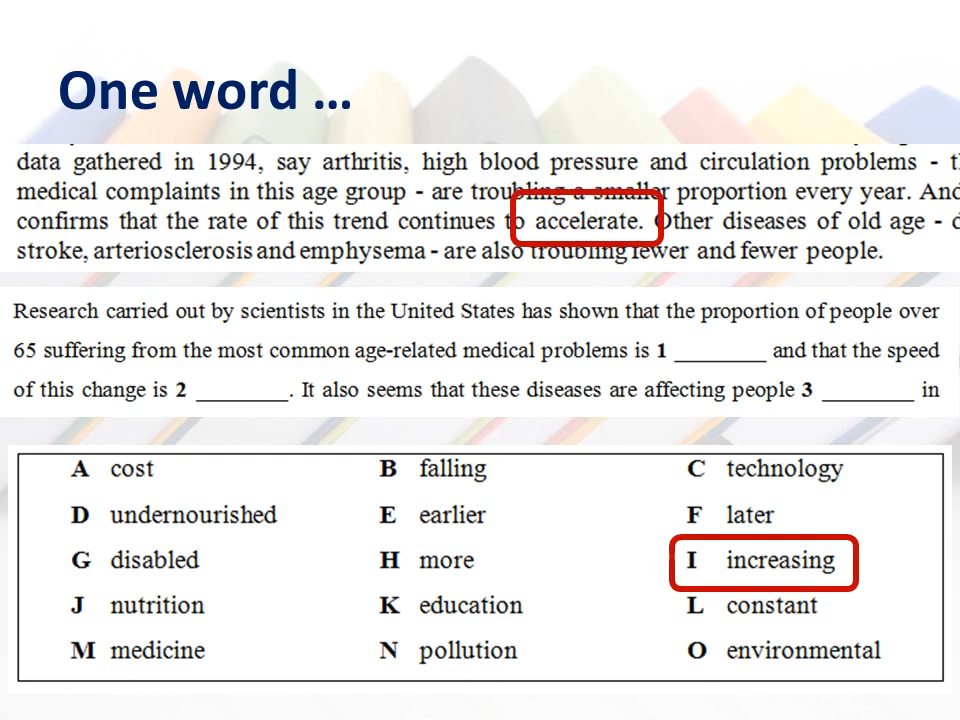 One word ...
data gathered in 1994, say arthritis, high blood pressure and circulation problems -
medical complaints in this age group - are troubling a smaller proportion every year. And
confirms that the rate of this trend continues to accelerate. Other diseases of old age -
stroke, arteriosclerosis and emphysema - are also troubling fewer and fewer people.
Research carried out by scientists in the United States has shown that the proportion of people over
65 suffering from the most common age-related medical problems is 1 ________ and that the speed
of this change is 2 ________. It also seems that these diseases are affecting people 3 ________ in
A cost B falling C technology
D undernourished E earlier F later
G disabled H more I increasing
J nutrition K education L constant
M medicine N pollution O environmental